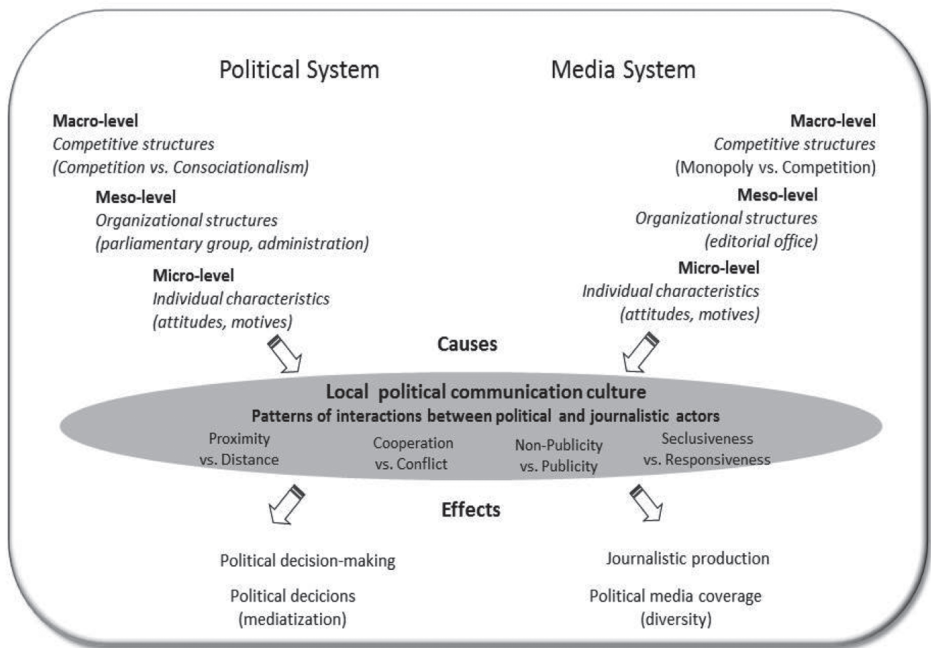 Political System
Media System
Macro-level
Competitive structures
(Competition vs. Consociationalism)
Meso-level
Organizational structures
(parliamentary group, administration)
Micro-level
Individual characteristics
(attitudes, motives)
Macro-level
Competitive structures
(Monopoly vs. Competition)
Meso-level
Organizational structures
(editorial office)
Micro-level
Individual characteristics
(attitudes, motives)
Causes
Local political communication culture
Patterns of interactions between political and journalistic actors
Proximity
vs. Distance
Cooperation
vs. Conflict
Non-Publicity
vs. Publicity
Seclusiveness
vs. Responsiveness
Effects
Political decision-making
Political decicions
(mediatization)
Journalistic production
Political media coverage
(diversity)